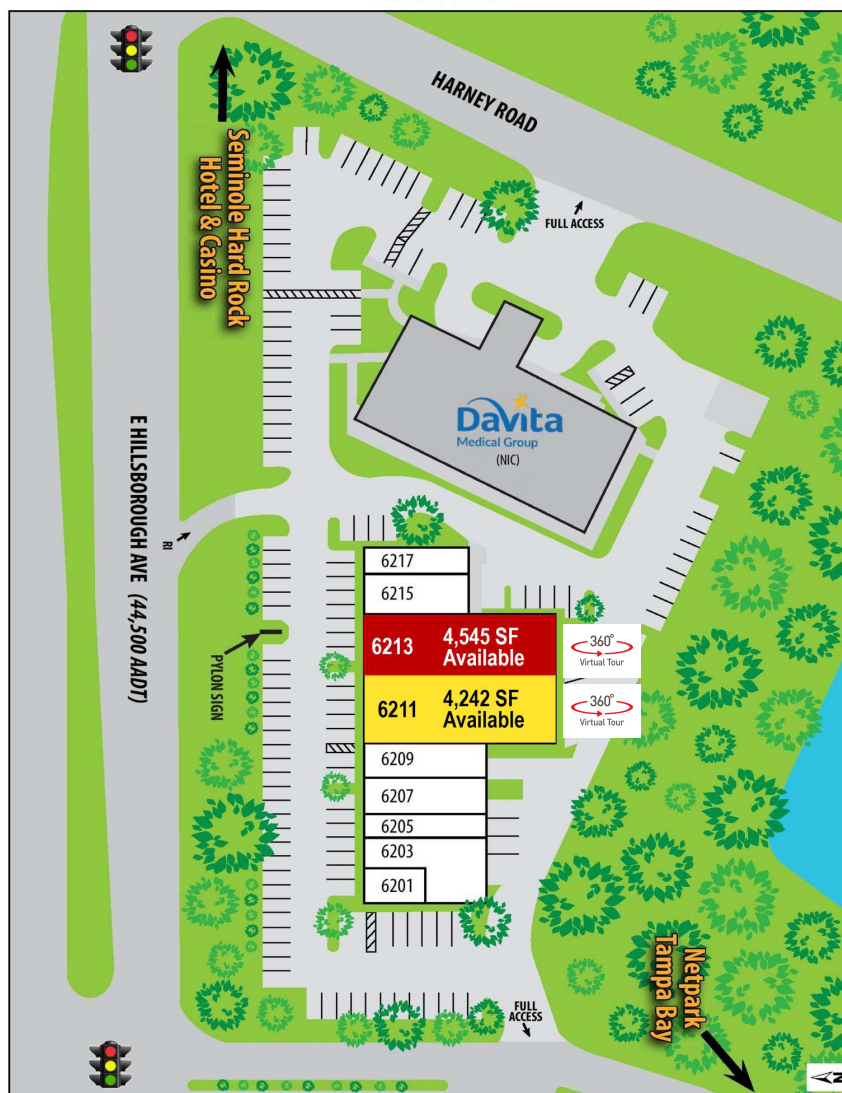 HARNEY ROAD
FULL ACCESS
Seminole Hard Rock
Hotel & Casino
DaVita
Medical Group
(NIC)
E HILLSBOROUGH AVE (44,500 AADT)
RI
PYLON SIGN
6217
6215
6213 4,545 SF
Available
360°
Virtual Tour
6211 4,242 SF
Available
360°
Virtual Tour
6209
6207
6205
6203
6201
Netpark
Tampa Bay
FULL
ACCESS
N